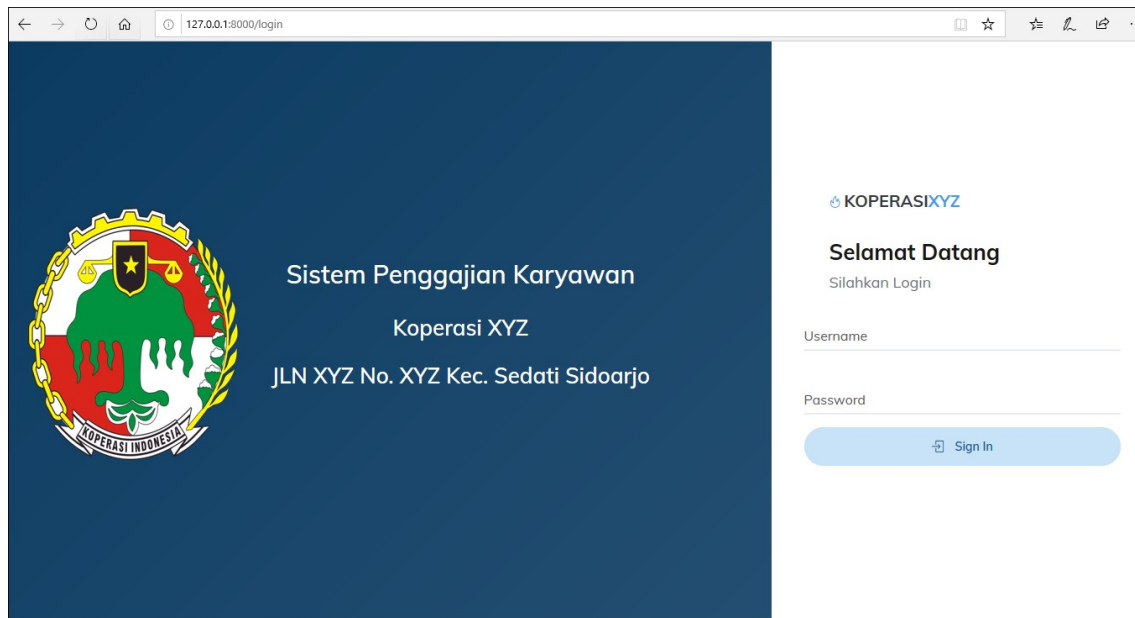 127.0.0.1:8000/login
KOPERASI INDONESIA
Sistem Penggajian Karyawan
Koperasi XYZ
JLN XYZ No. XYZ Kec. Sedati Sidoarjo
KOPERASIXYZ
Selamat Datang
Silahkan Login
Username
Password
Sign In